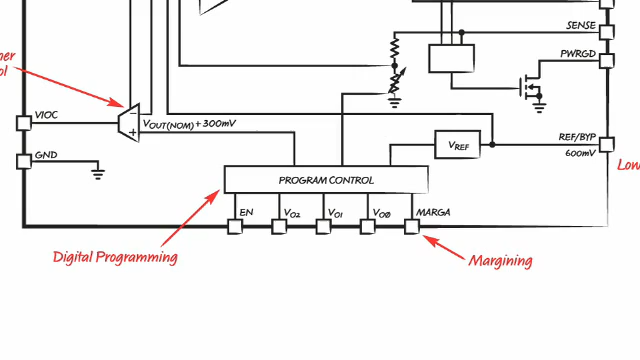 SENSE
PWRGD
VIOC
VOUT(NOM) + 300mV
REF/BYP
600mV
VREF
GND
PROGRAM CONTROL
EN
VO2
VO1
VO0
MARGA
Digital Programming
Margining